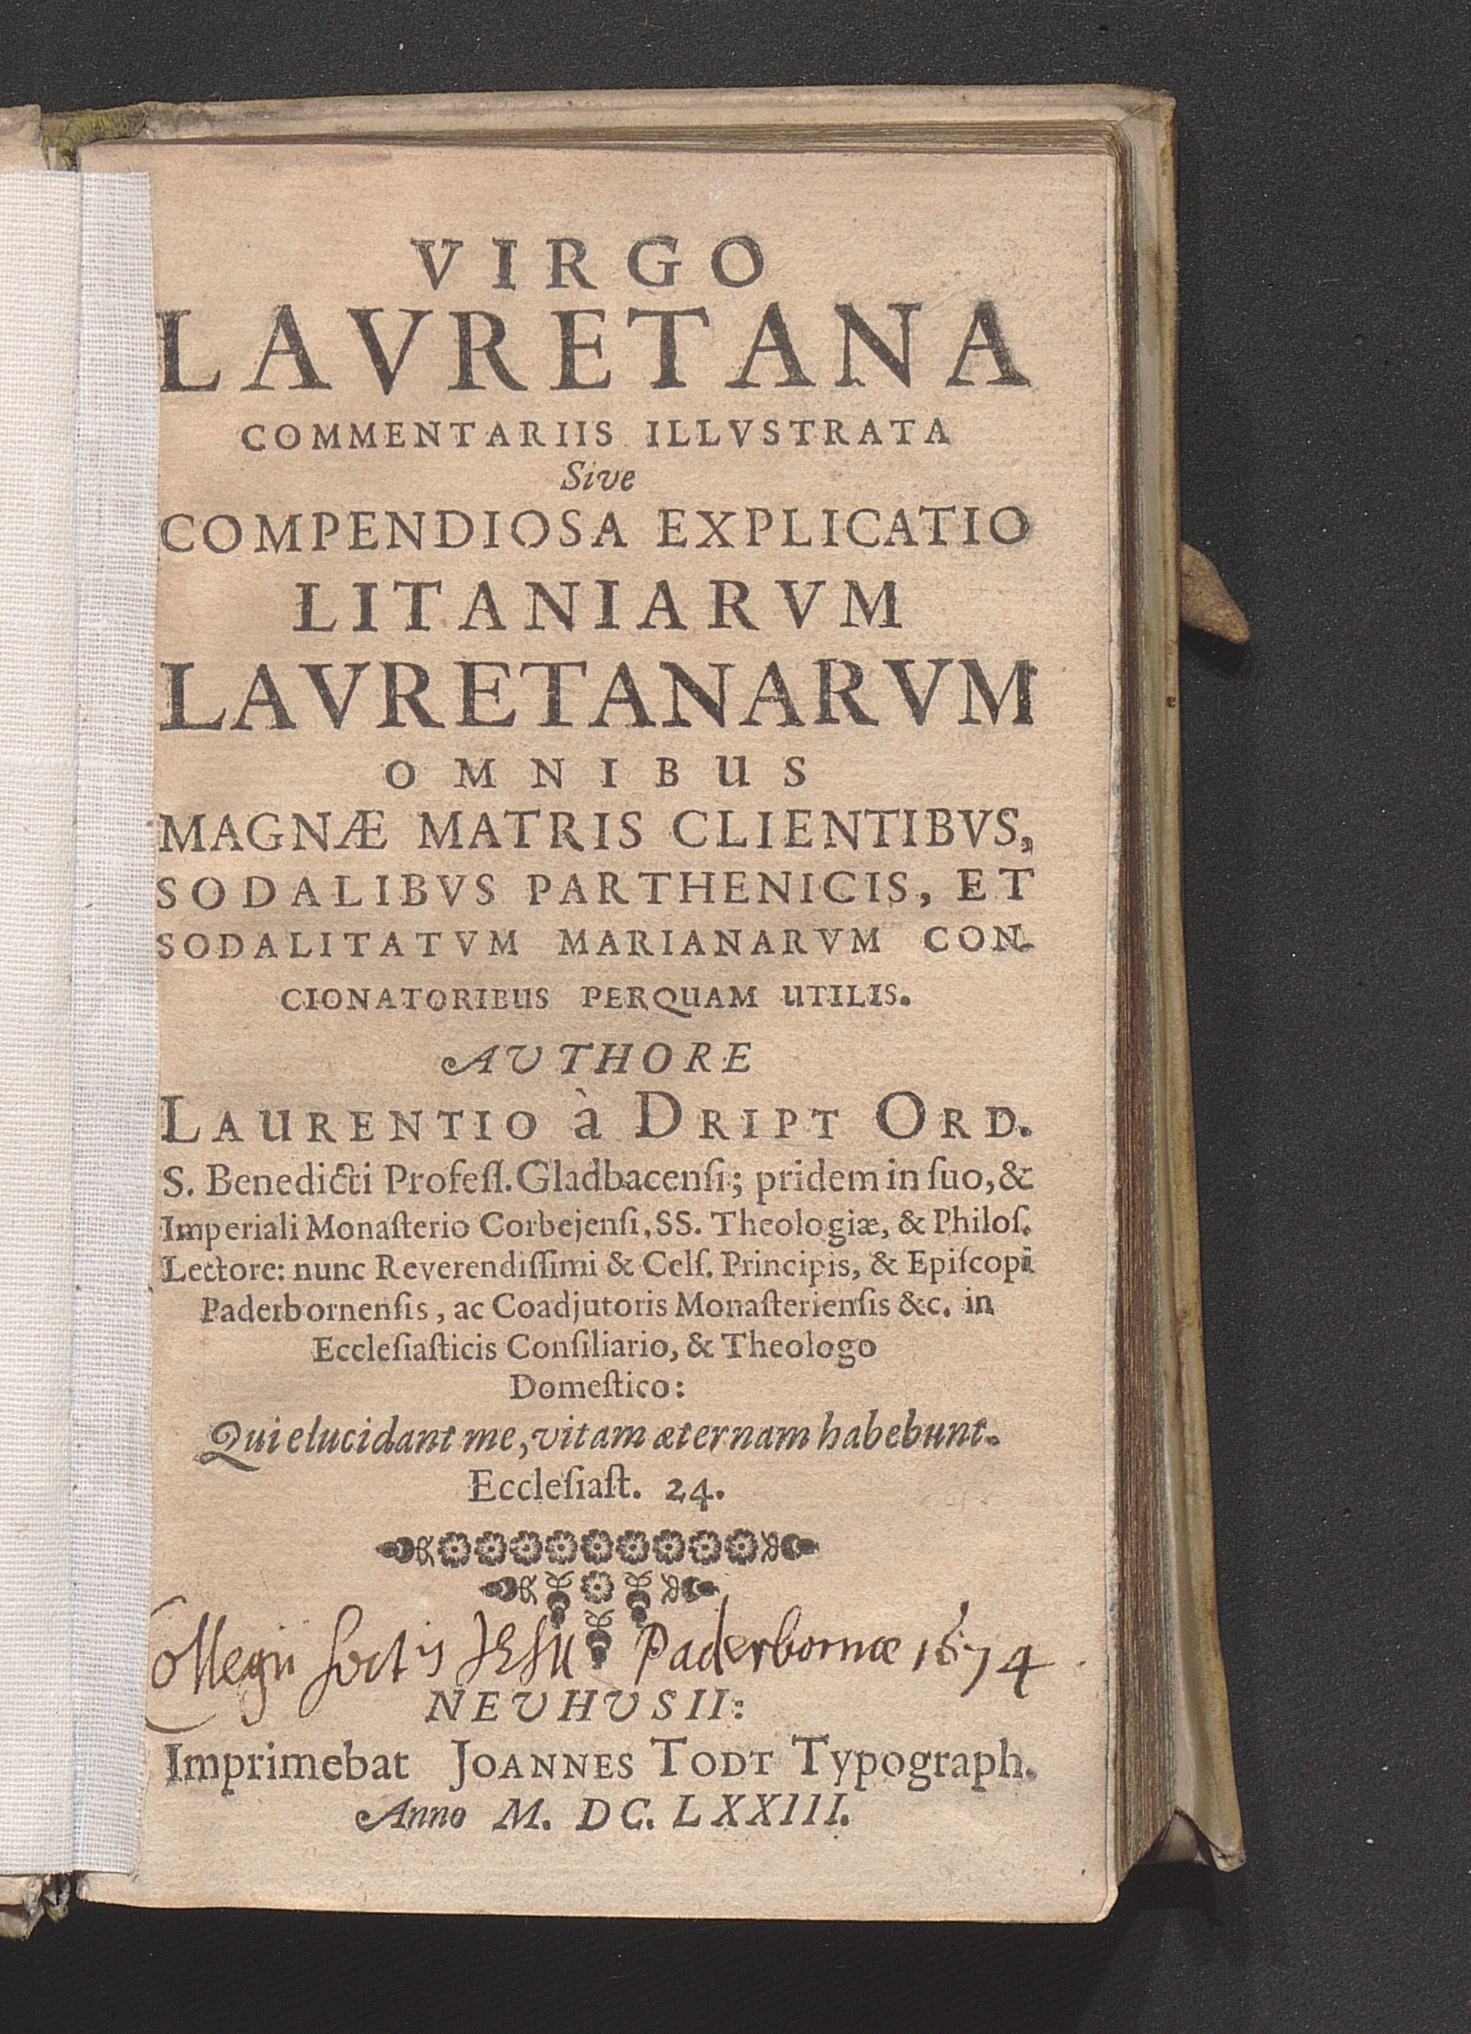 VIRGO
LAVRETANA
COMMENTARIIS ILLVSTRATA
Sive
COMPENDIOSA EXPLICATIO
LITANIARVM
LAVRETANARVM
OMNIBUS
MAGNÆ MATRIS CLIENTIBVS,
SODALIBVS PARTHENICIS, ET
SODALITATVM MARIANARVM CON-
CIONATORIBUS PERQUAM UTILIS.
AUTHORE
LAURENTIO à DRIPT ORD.
S. Benedicti Profeſſ. Gladbacenſi; pridem in ſuo, &
Imperiali Monaſterio Corbejenſi, SS. Theologiæ, & Philoſ.
Lectore: nunc Reverendiſſimi & Celſ. Principis, & Epiſcopi
Paderbornenſis, ac Coadjutoris Monaſterienſis &c. in
Eccleſiaſticis Conſiliario, & Theologo
Domeſtico:
Qui elucidant me, vitam æternam habebunt.
Eccleſiaſt. 24.
Collegii Soctis JESU Paderbornæ 1674
NEUHUSII:
Imprimebat JOANNES TODT Typograph.
Anno M. DC. LXXIII.